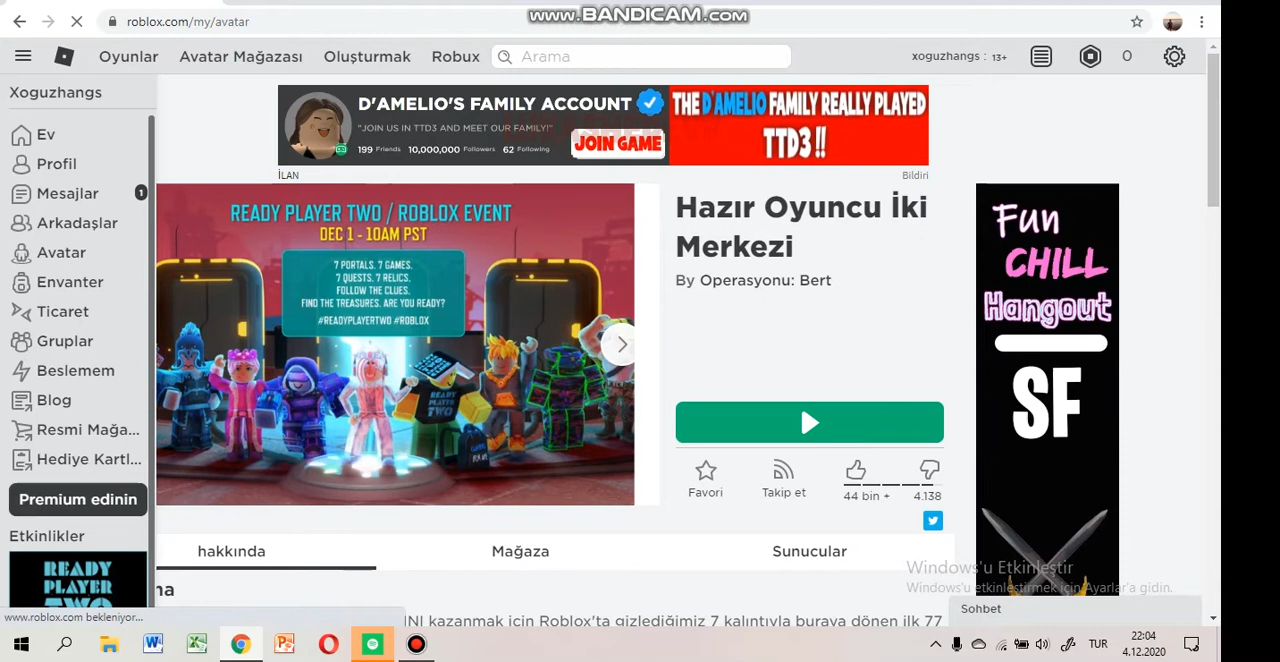 www.BANDICAM.com
roblox.com/my/avatar
Oyunlar
Avatar Mağazası
Oluşturmak
Robux
Arama
xoguzhangs : 13+
0
Xoguzhangs
Ev
Profil
Mesajlar
1
Arkadaşlar
Avatar
Envanter
Ticaret
Gruplar
Beslemem
Blog
Resmi Mağa...
Hediye Kartl...
Premium edinin
Etkinlikler
READY
PLAYER
TWO
D'AMELIO'S FAMILY ACCOUNT
"JOIN US IN TTD3 AND MEET OUR FAMILY!"
199 Friends 10,000,000 Followers 62 Following
JOIN GAME
THE D'AMELIO FAMILY REALLY PLAYED
TTD3 !!
İLAN
Bildiri
READY PLAYER TWO / ROBLOX EVENT
DEC 1 - 10AM PST
7 PORTALS. 7 GAMES.
7 QUESTS. 7 RELICS.
FOLLOW THE CLUES.
FIND THE TREASURES. ARE YOU READY?
#READYPLAYERTWO #ROBLOX
READY
PLAYER
TWO
Hazır Oyuncu İki
Merkezi
By Operasyonu: Bert
Favori
Takip et
44 bin +
4.138
Fun
CHILL
Hangout
SF
hakkında
Mağaza
Sunucular
na
NI kazanmak için Roblox'ta gizlediğimiz 7 kalıntıyla buraya dönen ilk 77
Windows'u Etkinleştir
Windows'u etkinleştirmek için Ayarlar'a gidin.
Sohbet
www.roblox.com bekleniyor...
TUR
22:04
4.12.2020